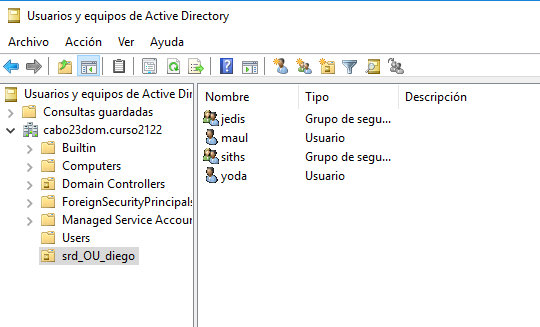 Usuarios y equipos de Active Directory
Archivo Acción Ver Ayuda
Usuarios y equipos de Active Dir
Consultas guardadas
cabo23dom.curso2122
Builtin
Computers
Domain Controllers
ForeignSecurityPrincipals
Managed Service Accoun
Users
srd_OU_diego
Nombre Tipo Descripción
jedis Grupo de segu...
maul Usuario
siths Grupo de segu...
yoda Usuario